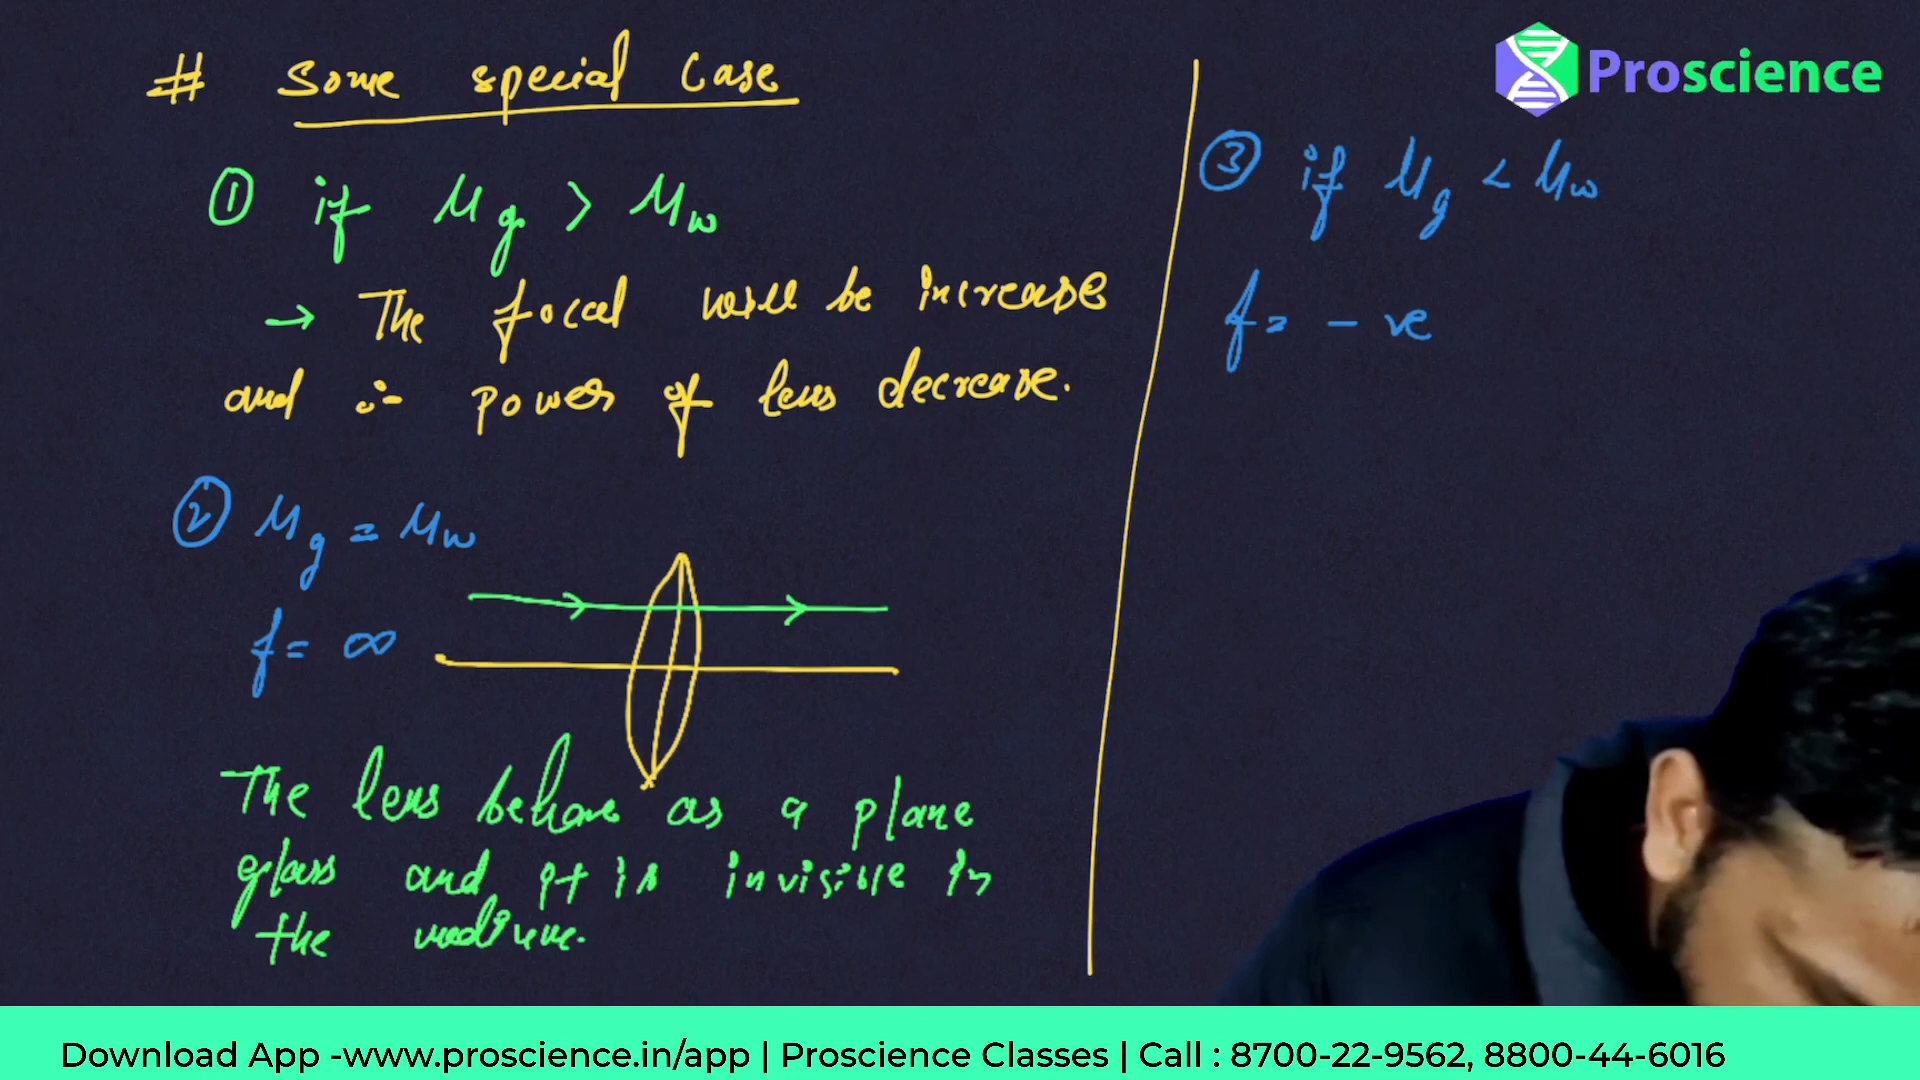 # Some special Case
① if μg > μw
→ The focal will be increase
and power of lens decrease.
② μg = μw
f = ∞
The lens behave as a plane
glass and it is invisible in
the medium.
③ if μg < μw
f = - ve
Proscience
Download App -www.proscience.in/app | Proscience Classes | Call : 8700-22-9562, 8800-44-6016